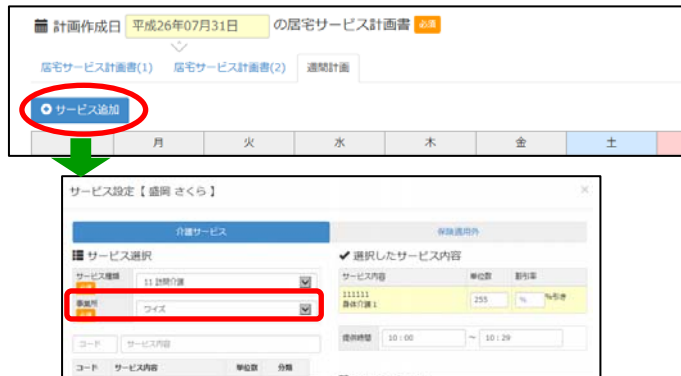 計画作成日 平成26年07月31日 の居宅サービス計画書 必須
居宅サービス計画書(1) 居宅サービス計画書(2) 週間計画
サービス追加
月 火 水 木 金 土
サービス設定【 盛岡 さくら 】
介護サービス 保険適用外
サービス選択 選択したサービス内容
サービス種類 必須 11 訪問介護
サービス内容 単位数 割引率
事業所 必須 ワイズ
111111 255 % %引き
身体介護1
コード サービス内容
提供時間 10:00 ~ 10:29
コード サービス内容 単位数 分類